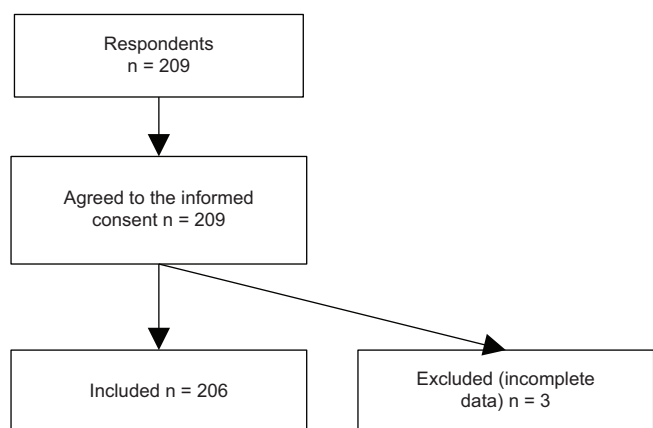 Respondents
n = 209
Agreed to the informed
consent n = 209
Included n = 206
Excluded (incomplete
data) n = 3